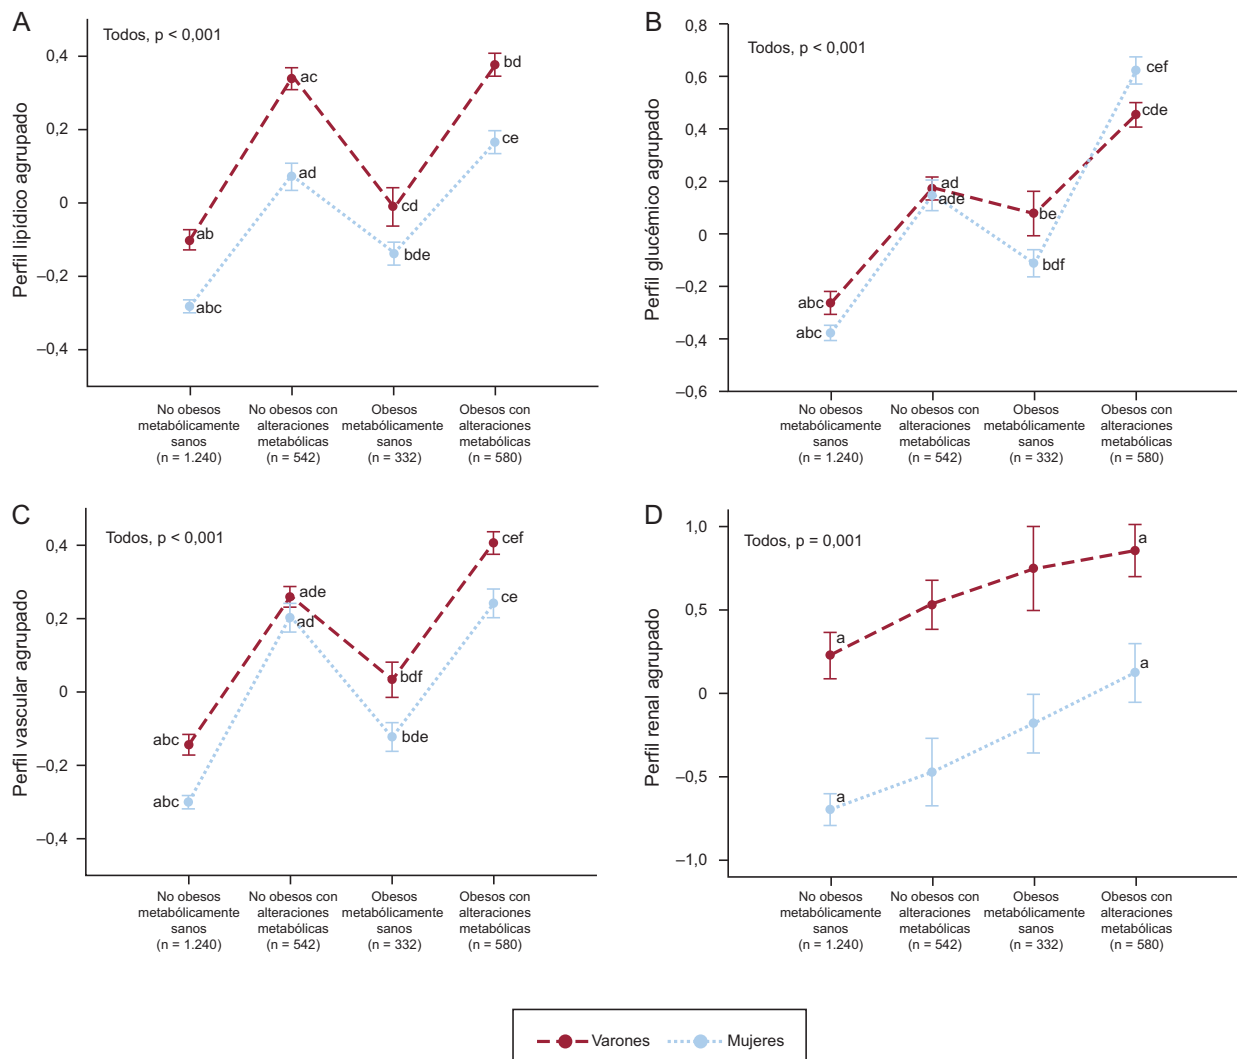 A
Todos, p < 0,001
Perfil lipídico agrupado
0,4
0,2
0
–0,2
–0,4
ab
ac
cd
bd
abc
ad
bde
ce
No obesos
metabólicamente
sanos
(n = 1.240)
No obesos con
alteraciones
metabólicas
(n = 542)
Obesos
metabólicamente
sanos
(n = 332)
Obesos con
alteraciones
metabólicas
(n = 580)
B
Todos, p < 0,001
Perfil glucémico agrupado
0,8
0,6
0,4
0,2
0
–0,2
–0,4
–0,6
abc
ad
be
cde
abc
ade
bdf
cef
No obesos
metabólicamente
sanos
(n = 1.240)
No obesos con
alteraciones
metabólicas
(n = 542)
Obesos
metabólicamente
sanos
(n = 332)
Obesos con
alteraciones
metabólicas
(n = 580)
C
Todos, p < 0,001
Perfil vascular agrupado
0,4
0,2
0
–0,2
–0,4
abc
ade
bdf
cef
abc
ad
bde
ce
No obesos
metabólicamente
sanos
(n = 1.240)
No obesos con
alteraciones
metabólicas
(n = 542)
Obesos
metabólicamente
sanos
(n = 332)
Obesos con
alteraciones
metabólicas
(n = 580)
D
Todos, p = 0,001
Perfil renal agrupado
1,0
0,5
0
–0,5
–1,0
a
a
a
a
No obesos
metabólicamente
sanos
(n = 1.240)
No obesos con
alteraciones
metabólicas
(n = 542)
Obesos
metabólicamente
sanos
(n = 332)
Obesos con
alteraciones
metabólicas
(n = 580)
Varones
Mujeres